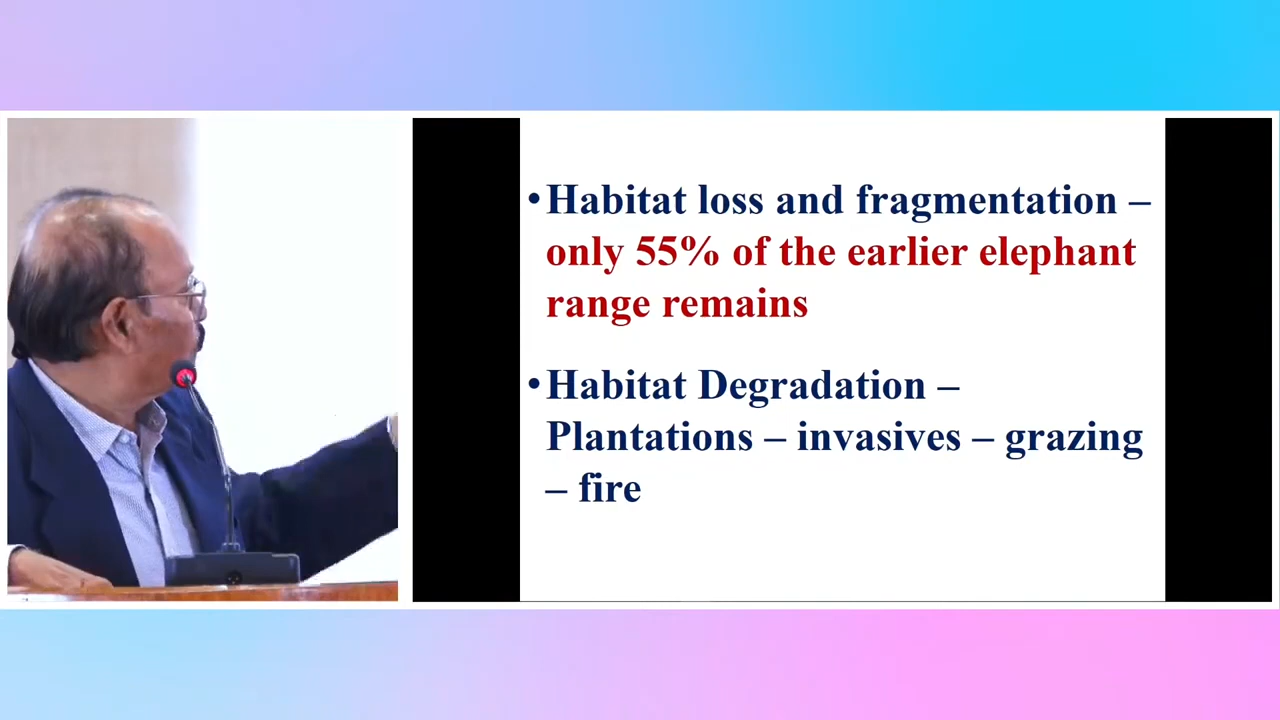 •Habitat loss and fragmentation –
only 55% of the earlier elephant
range remains
•Habitat Degradation –
Plantations – invasives – grazing
– fire